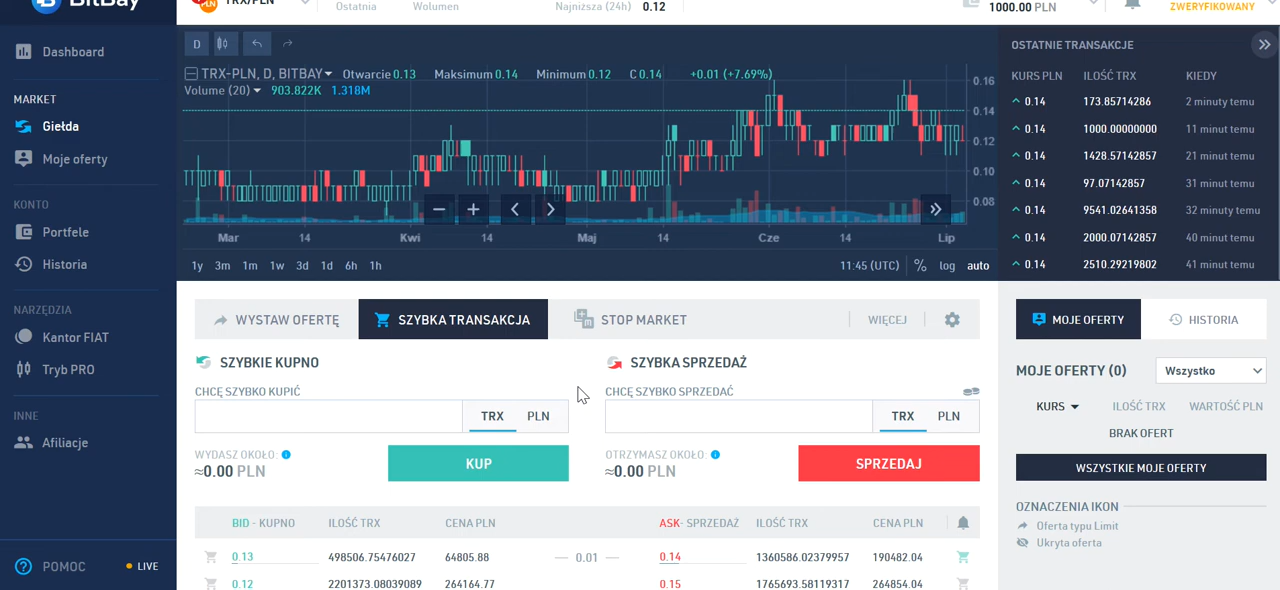 BitBay
TRX/PLN
Ostatnia
Wolumen
Najniższa (24h) 0.12
1000.00 PLN
ZWERYFIKOWANY
Dashboard
MARKET
Giełda
Moje oferty
KONTO
Portfele
Historia
NARZĘDZIA
Kantor FIAT
Tryb PRO
INNE
Afiliacje
POMOC
LIVE
D
TRX-PLN, D, BITBAY Otwarcie 0.13 Maksimum 0.14 Minimum 0.12 C 0.14 +0.01 (+7.69%)
Volume (20) 903.822K 1.318M
0.16
0.14
0.12
0.10
0.08
Mar 14 Kwi 14 Maj 14 Cze 14 Lip
1y 3m 1m 1w 3d 1d 6h 1h 11:45 (UTC) % log auto
OSTATNIE TRANSAKCJE
KURS PLN ILOŚĆ TRX KIEDY
0.14 173.85714286 2 minuty temu
0.14 1000.00000000 11 minut temu
0.14 1428.57142857 21 minut temu
0.14 97.07142857 31 minut temu
0.14 9541.02641358 32 minuty temu
0.14 2000.07142857 40 minut temu
0.14 2510.29219802 41 minut temu
WYSTAW OFERTĘ SZYBKA TRANSAKCJA STOP MARKET WIĘCEJ
SZYBKIE KUPNO
CHCĘ SZYBKO KUPIĆ
TRX PLN
WYDASZ OKOŁO:
≈0.00 PLN
KUP
SZYBKA SPRZEDAŻ
CHCĘ SZYBKO SPRZEDAĆ
TRX PLN
OTRZYMASZ OKOŁO:
≈0.00 PLN
SPRZEDAJ
BID - KUPNO ILOŚĆ TRX CENA PLN ASK- SPRZEDAŻ ILOŚĆ TRX CENA PLN
0.13 498506.75476027 64805.88 — 0.01 — 0.14 1360586.02379957 190482.04
0.12 2201373.08039089 264164.77 0.15 1765693.58119317 264854.04
MOJE OFERTY HISTORIA
MOJE OFERTY (0) Wszystko
KURS ILOŚĆ TRX WARTOŚĆ PLN
BRAK OFERT
WSZYSTKIE MOJE OFERTY
OZNACZENIA IKON
Oferta typu Limit
Ukryta oferta